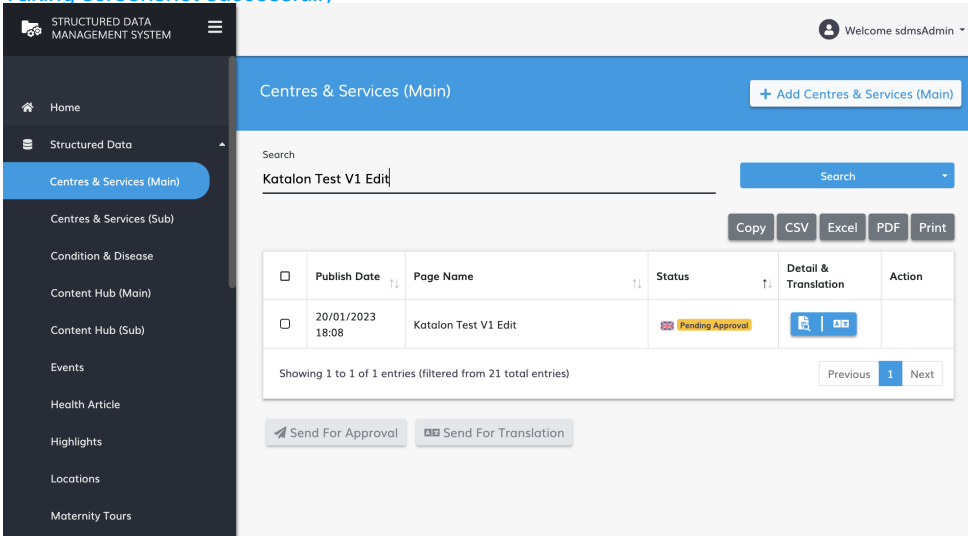 Taking screenshot successfully
STRUCTURED DATA
MANAGEMENT SYSTEM
Welcome sdmsAdmin
Home
Structured Data
Centres & Services (Main)
Centres & Services (Sub)
Condition & Disease
Content Hub (Main)
Content Hub (Sub)
Events
Health Article
Highlights
Locations
Maternity Tours
Centres & Services (Main)
+ Add Centres & Services (Main)
Search
Katalon Test V1 Edit
Search
Copy CSV Excel PDF Print
Publish Date Page Name Status Detail & Translation Action
20/01/2023 18:08 Katalon Test V1 Edit Pending Approval
Showing 1 to 1 of 1 entries (filtered from 21 total entries)
Previous 1 Next
Send For Approval Send For Translation